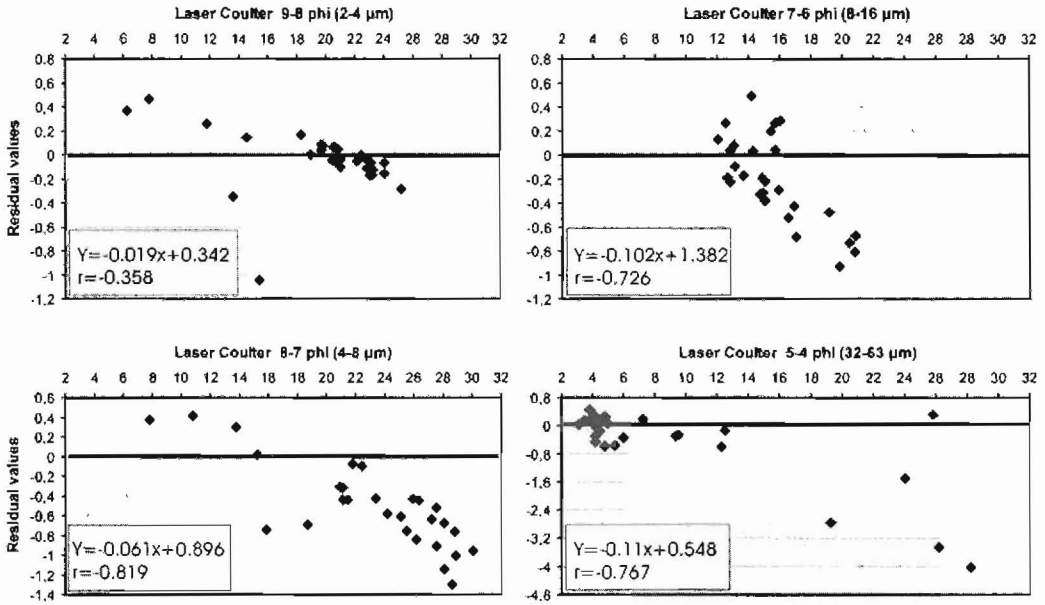 Laser Coulter 9-8 phi (2-4 µm)
2 4 6 8 10 12 14 16 18 20 22 24 26 28 30 32
0.8
0.6
0.4
0.2
0
-0.2
-0.4
-0.6
-0.8
-1
-1.2
Residual values
Y=-0.019x+0.342
r=-0.358
Laser Coulter 7-6 phi (8-16 µm)
2 4 6 8 10 12 14 16 18 20 22 24 26 28 30 32
0.8
0.6
0.4
0.2
0
-0.2
-0.4
-0.6
-0.8
-1
-1.2
Y=-0.102x+1.382
r=-0.726
Laser Coulter 8-7 phi (4-8 µm)
2 4 6 8 10 12 14 16 18 20 22 24 26 28 30 32
0.6
0.4
0.2
0
-0.2
-0.4
-0.6
-0.8
-1
-1.2
-1.4
Residual values
Y=-0.061x+0.896
r=-0.819
Laser Coulter 5-4 phi (32-63 µm)
2 4 6 8 10 12 14 16 18 20 22 24 26 28 30 32
0.8
0
-0.8
-1.6
-2.4
-3.2
-4
-4.8
Y=-0.11x+0.548
r=-0.767